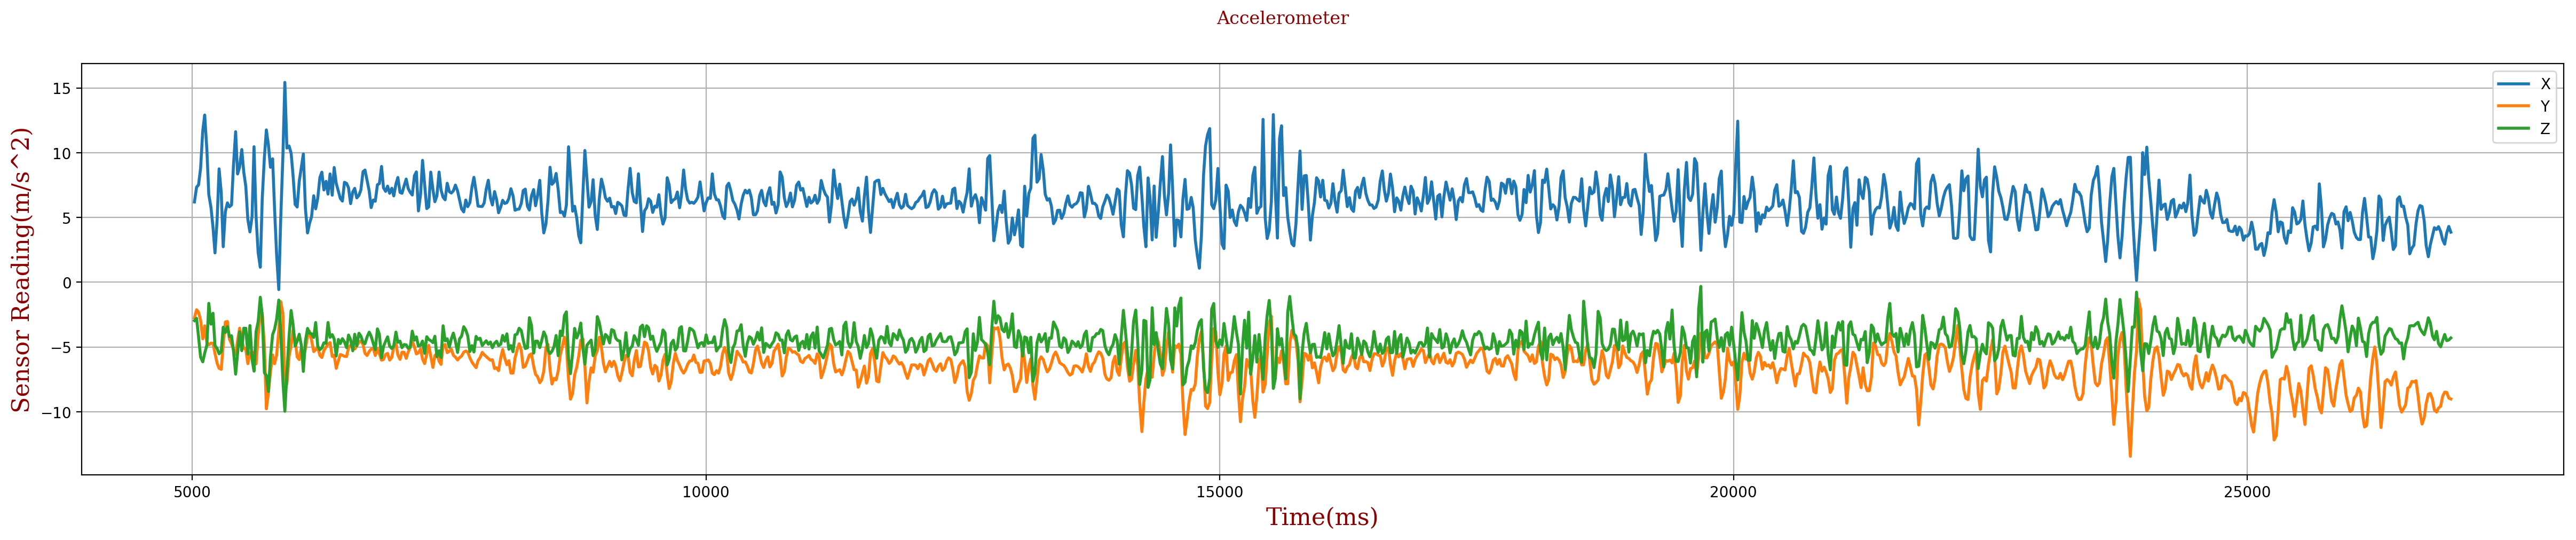 Accelerometer
Sensor Reading(m/s^2)
15
10
5
0
−5
−10
X
Y
Z
5000
10000
15000
20000
25000
Time(ms)